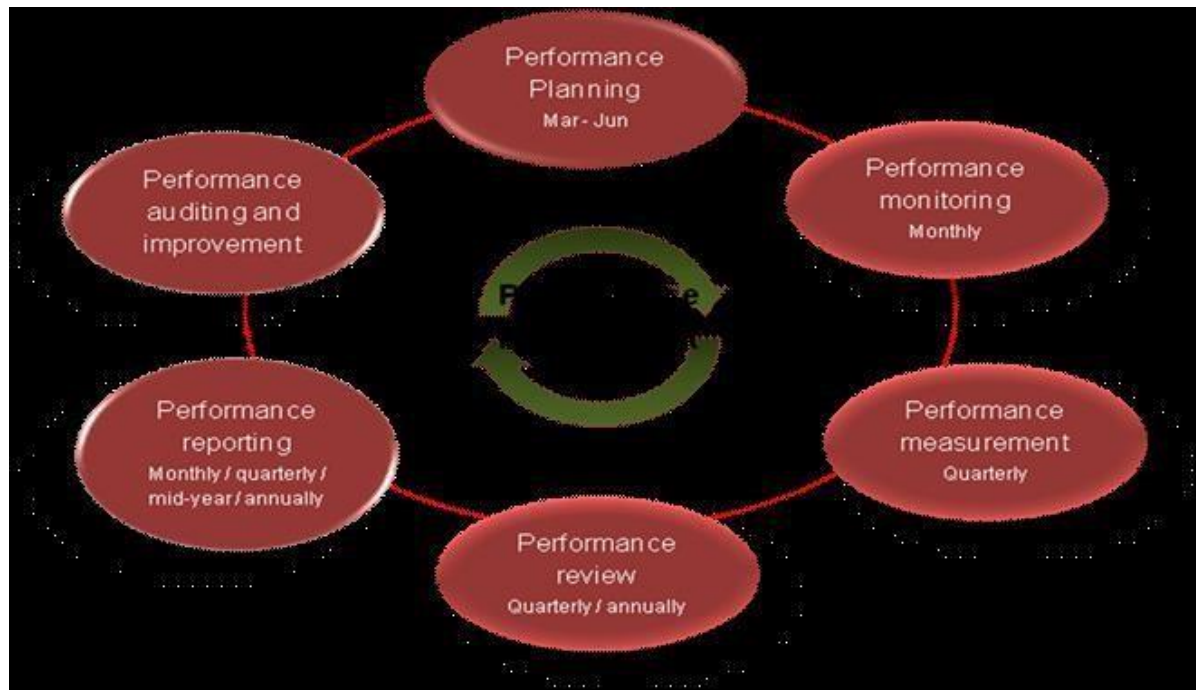 Performance
Planning
Mar - Jun
Performance
monitoring
Monthly
Performance
measurement
Quarterly
Performance
review
Quarterly / annually
Performance
reporting
Monthly / quarterly /
mid-year / annually
Performance
auditing and
improvement